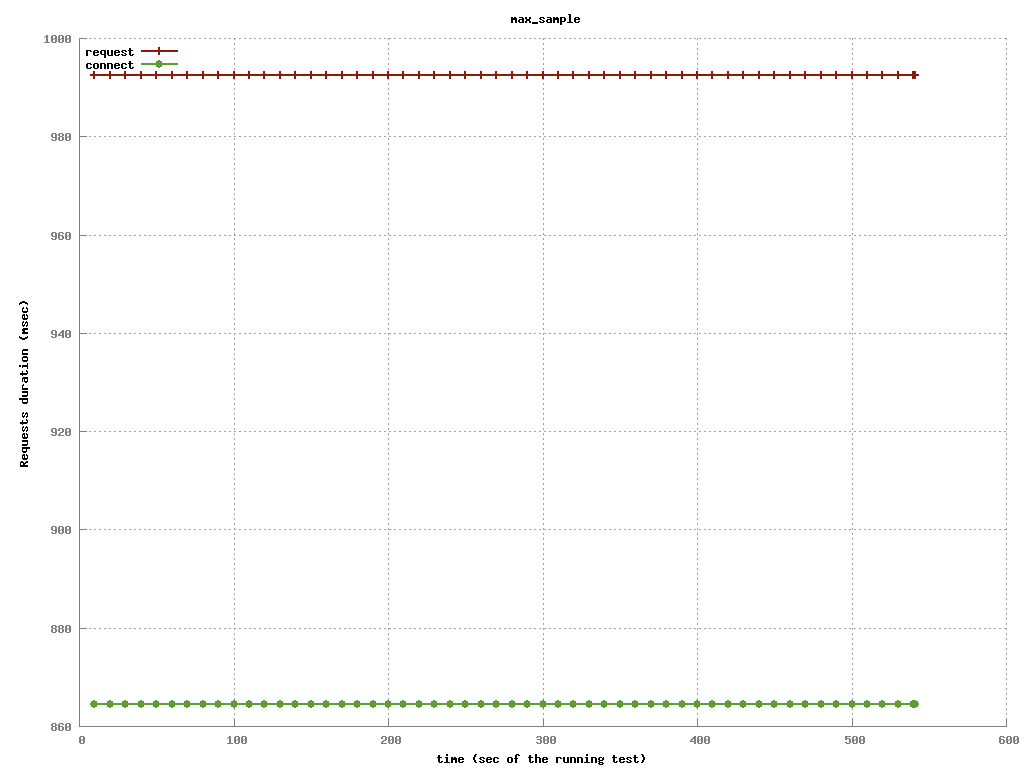 max_sample
1000
request
connect
980
960
940
920
900
880
860
Requests duration (msec)
0 100 200 300 400 500 600
time (sec of the running test)